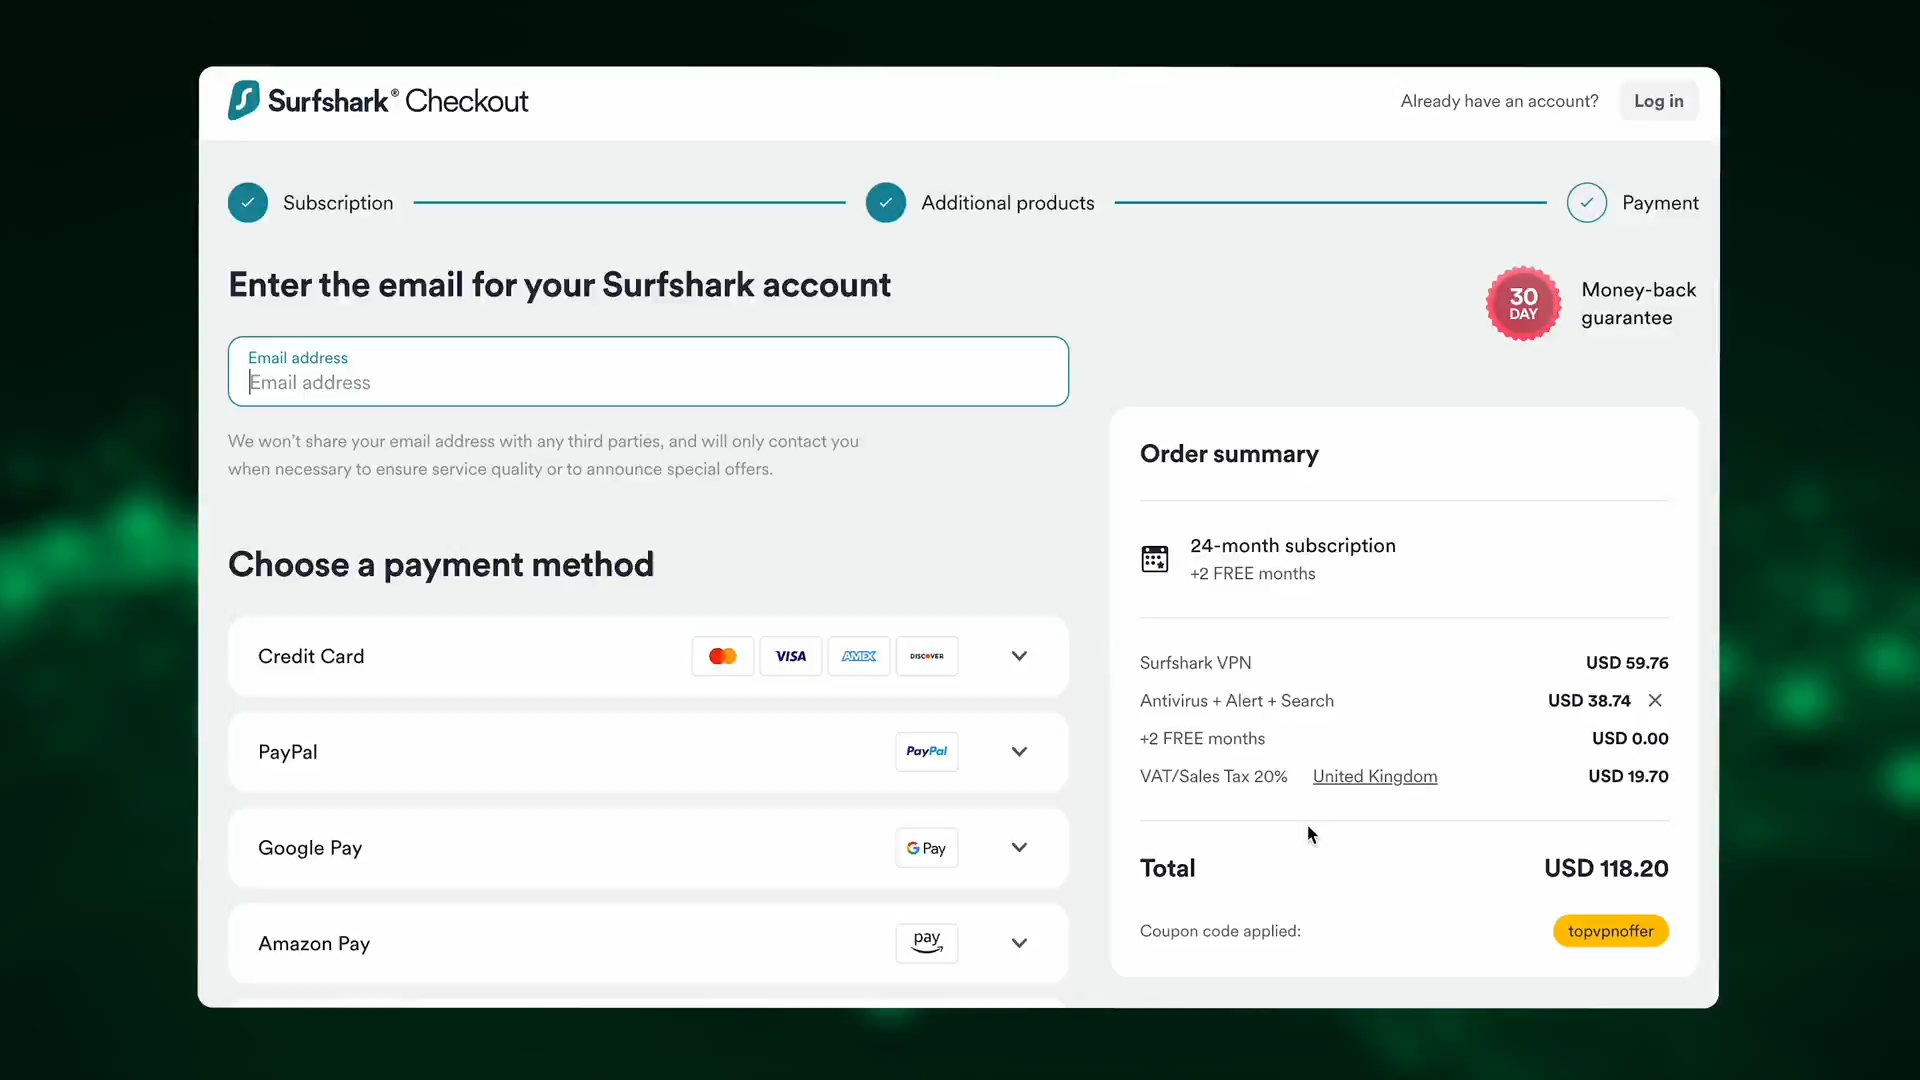 Surfshark® Checkout
Already have an account?
Log in
Subscription
Additional products
Payment
Enter the email for your Surfshark account
30
DAY
Money-back
guarantee
Email address
Email address
We won't share your email address with any third parties, and will only contact you
when necessary to ensure service quality or to announce special offers.
Choose a payment method
Credit Card
VISA
AMEX
DISCOVER
PayPal
PayPal
Google Pay
G Pay
Amazon Pay
pay
Order summary
24-month subscription
+2 FREE months
Surfshark VPN USD 59.76
Antivirus + Alert + Search USD 38.74
+2 FREE months USD 0.00
VAT/Sales Tax 20% United Kingdom USD 19.70
Total USD 118.20
Coupon code applied: topvpnoffer